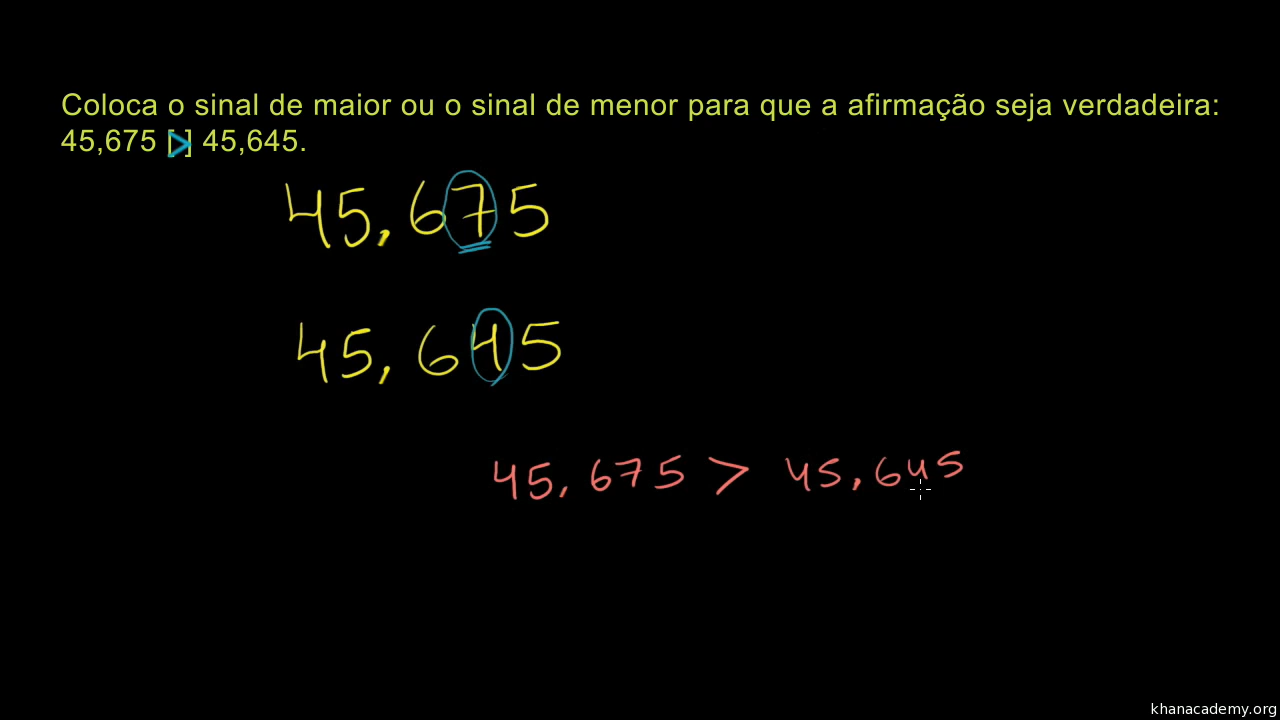 Coloca o sinal de maior ou o sinal de menor para que a afirmação seja verdadeira:
45,675 [>] 45,645.
45,675
45,645
45,675 > 45,645
khanacademy.org